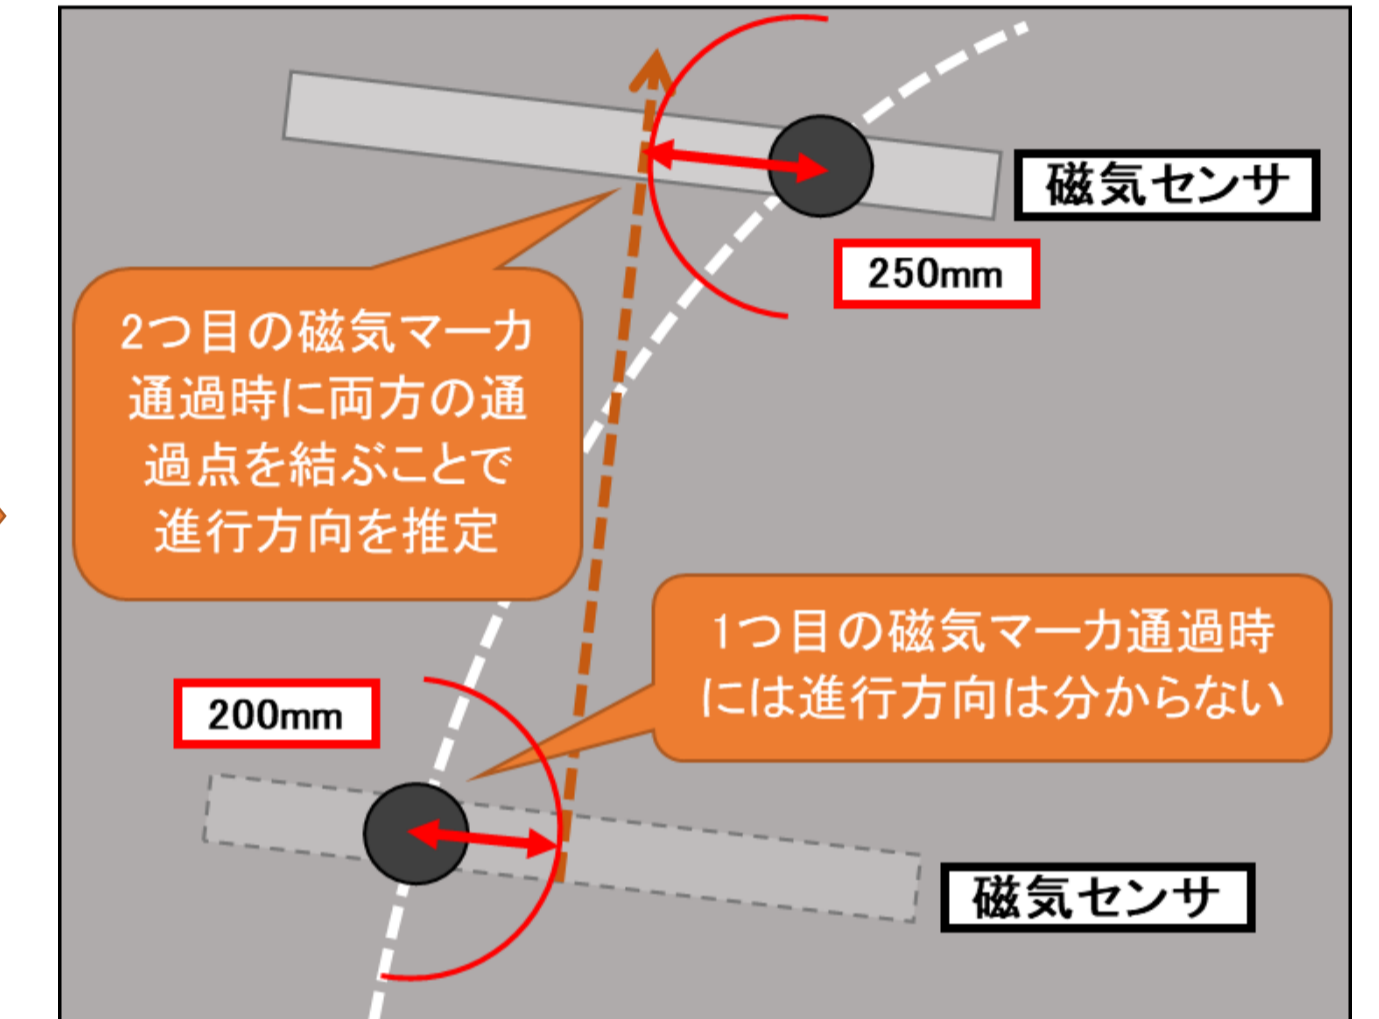 磁気センサ
250mm
2つ目の磁気マーカ
通過時に両方の通
過点を結ぶことで
進行方向を推定
1つ目の磁気マーカ通過時
には進行方向は分からない
200mm
磁気センサ